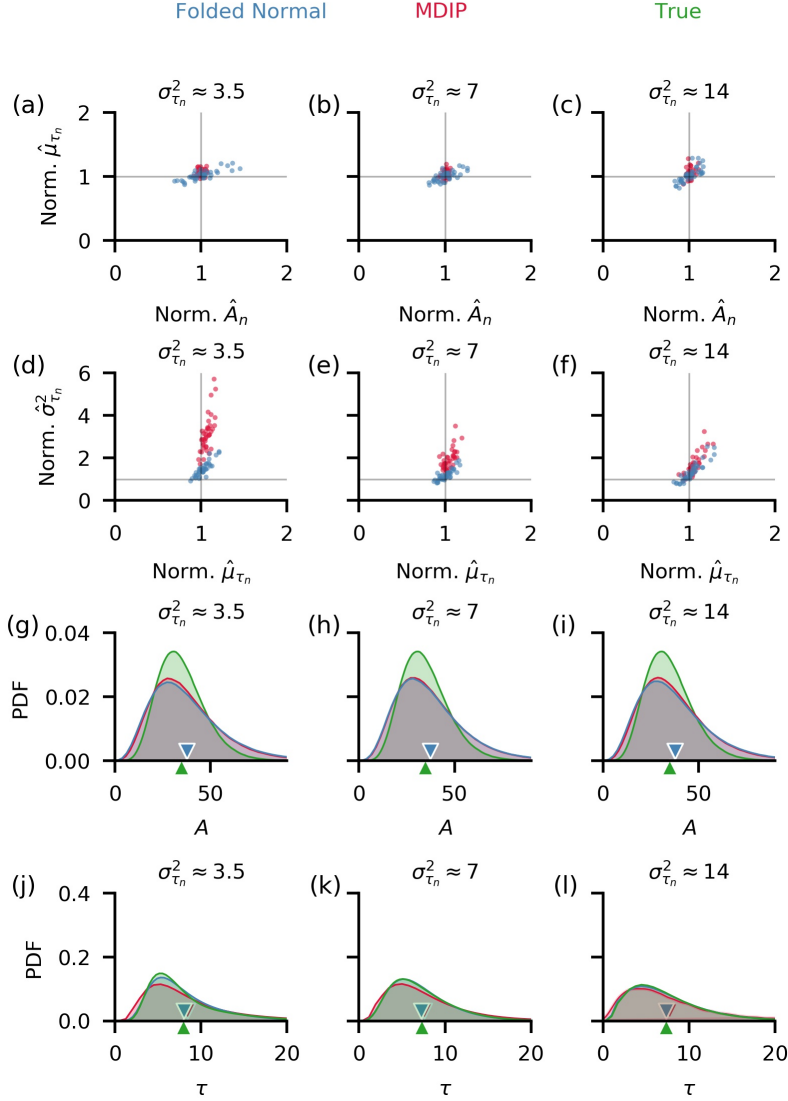 Folded Normal MDIP True
(a) σ²τₙ ≈ 3.5 (b) σ²τₙ ≈ 7 (c) σ²τₙ ≈ 14
Norm. μ̂τₙ
2
1
0
0 1 2 0 1 2 0 1 2
Norm. Âₙ Norm. Âₙ Norm. Âₙ
(d) σ²τₙ ≈ 3.5 (e) σ²τₙ ≈ 7 (f) σ²τₙ ≈ 14
Norm. σ̂²τₙ
6
4
2
0
0 1 2 0 1 2 0 1 2
Norm. μ̂τₙ Norm. μ̂τₙ Norm. μ̂τₙ
(g) σ²τₙ ≈ 3.5 (h) σ²τₙ ≈ 7 (i) σ²τₙ ≈ 14
PDF
0.04
0.02
0.00
0 50 0 50 0 50
A A A
(j) σ²τₙ ≈ 3.5 (k) σ²τₙ ≈ 7 (l) σ²τₙ ≈ 14
PDF
0.4
0.2
0.0
0 10 20 0 10 20 0 10 20
τ τ τ